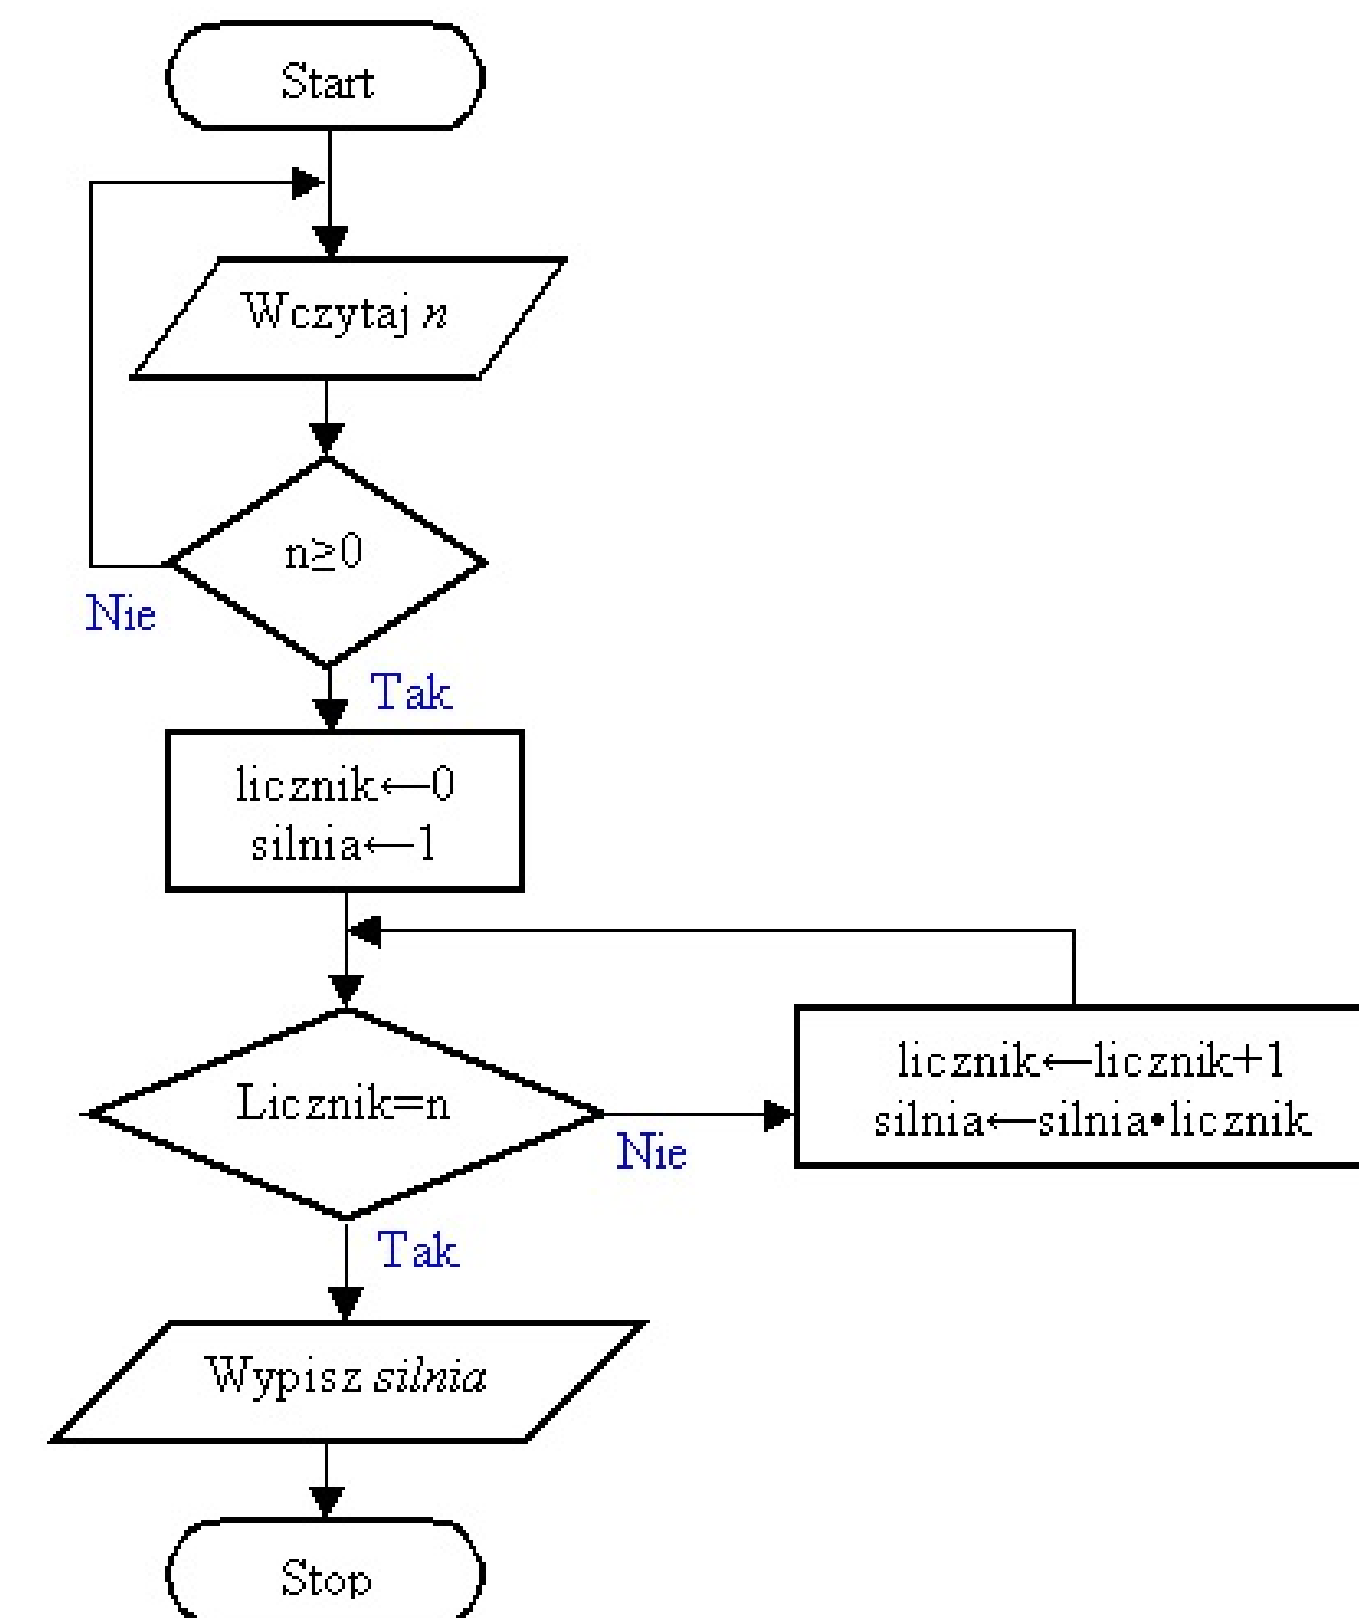 Start
Wczytaj n
n≥0
Nie
Tak
licznik←0
silnia←1
Licznik=n
Nie
licznik←licznik+1
silnia←silnia•licznik
Tak
Wypisz silnia
Stop